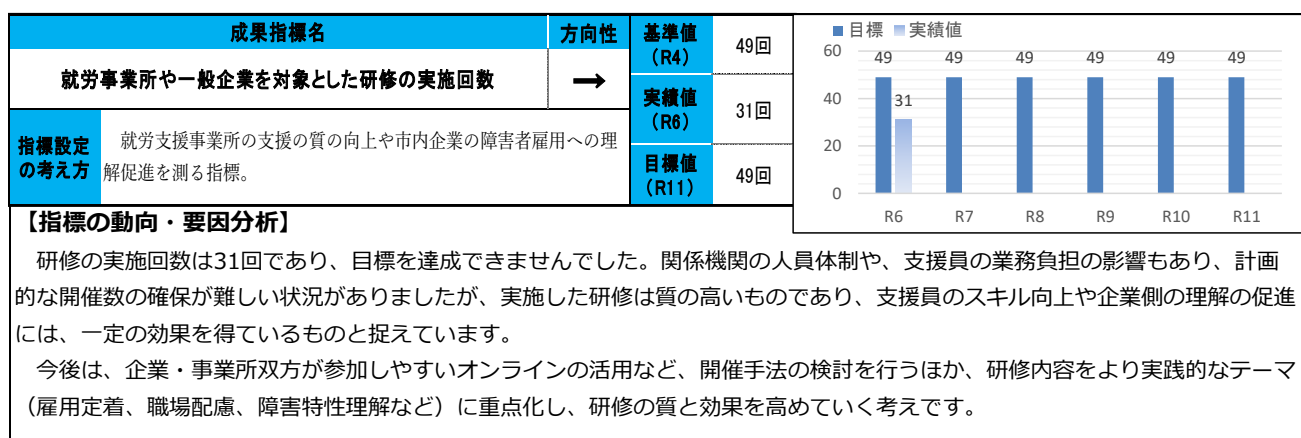 成果指標名 方向性
就労事業所や一般企業を対象とした研修の実施回数 →
指標設定
の考え方
就労支援事業所の支援の質の向上や市内企業の障害者雇用への理
解促進を測る指標。
基準値
（R4）
49回
実績値
（R6）
31回
目標値
（R11）
49回
目標 実績値
60
40
20
0
49 49 49 49 49 49
31
R6 R7 R8 R9 R10 R11
【指標の動向・要因分析】
研修の実施回数は31回であり、目標を達成できませんでした。関係機関の人員体制や、支援員の業務負担の影響もあり、計画
的な開催数の確保が難しい状況がありましたが、実施した研修は質の高いものであり、支援員のスキル向上や企業側の理解の促進
には、一定の効果を得ているものと捉えています。
今後は、企業・事業所双方が参加しやすいオンラインの活用など、開催手法の検討を行うほか、研修内容をより実践的なテーマ
（雇用定着、職場配慮、障害特性理解など）に重点化し、研修の質と効果を高めていく考えです。